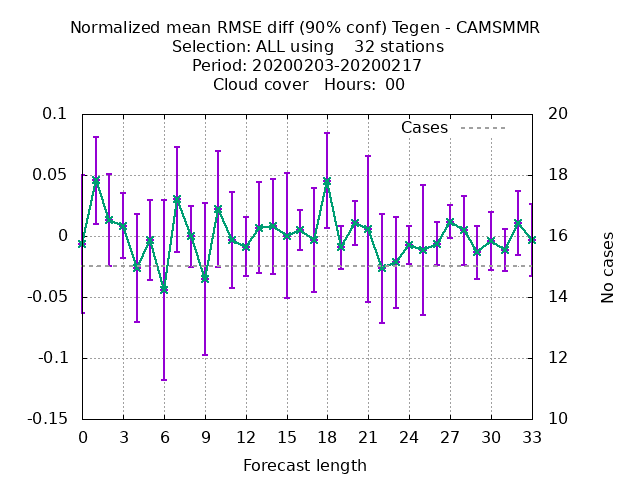 Normalized mean RMSE diff (90% conf) Tegen - CAMSMMR
Selection: ALL using 32 stations
Period: 20200203-20200217
Cloud cover Hours: 00
Cases
0.1
0.05
0
-0.05
-0.1
-0.15
20
18
16
14
12
10
No cases
0 3 6 9 12 15 18 21 24 27 30 33
Forecast length